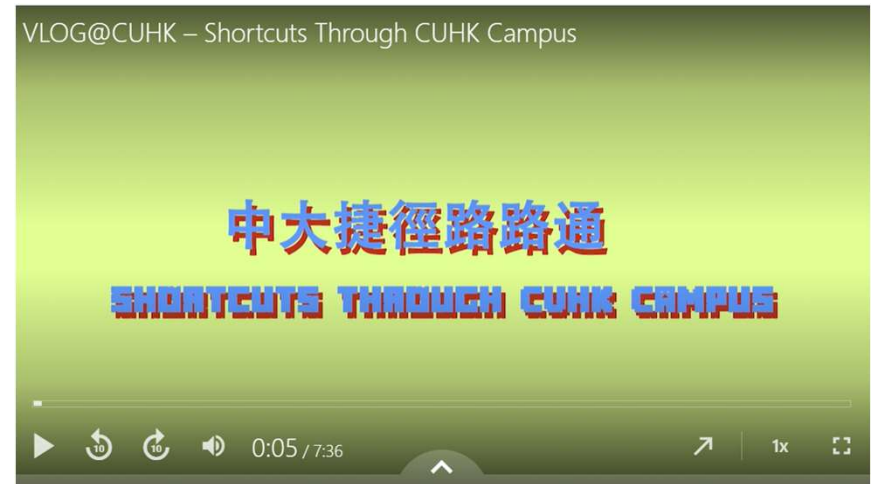 VLOG@CUHK – Shortcuts Through CUHK Campus
中大捷徑路路通
SHORTCUTS THROUGH CUHK CAMPUS
10 10 0:05 / 7:36 1x